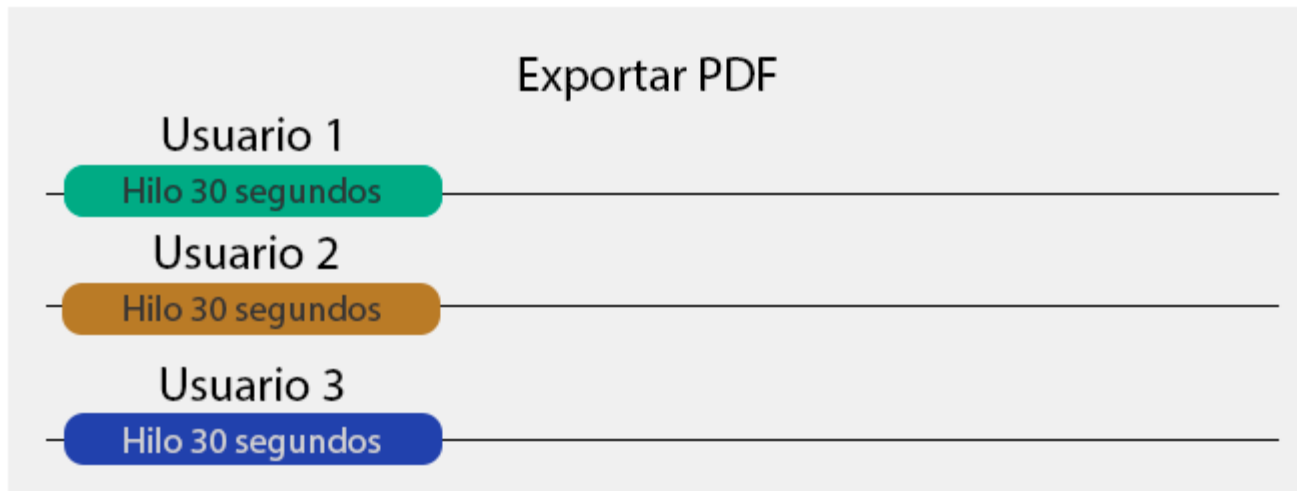 Exportar PDF
Usuario 1
Hilo 30 segundos
Usuario 2
Hilo 30 segundos
Usuario 3
Hilo 30 segundos